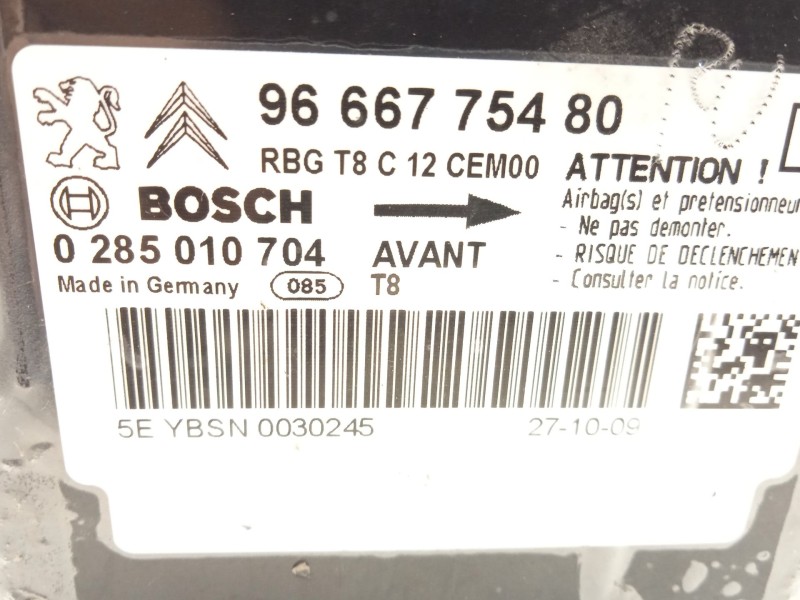 96 667 754 80
RBG T8 C 12 CEM00
ATTENTION !
BOSCH
Airbag(s) et pretensionneur
- Ne pas demonter.
0 285 010 704
AVANT
- RISQUE DE DECLENCHEMEN
Made in Germany
085
T8
- Consulter la notice.
5E YBSN 0030245
27-10-09